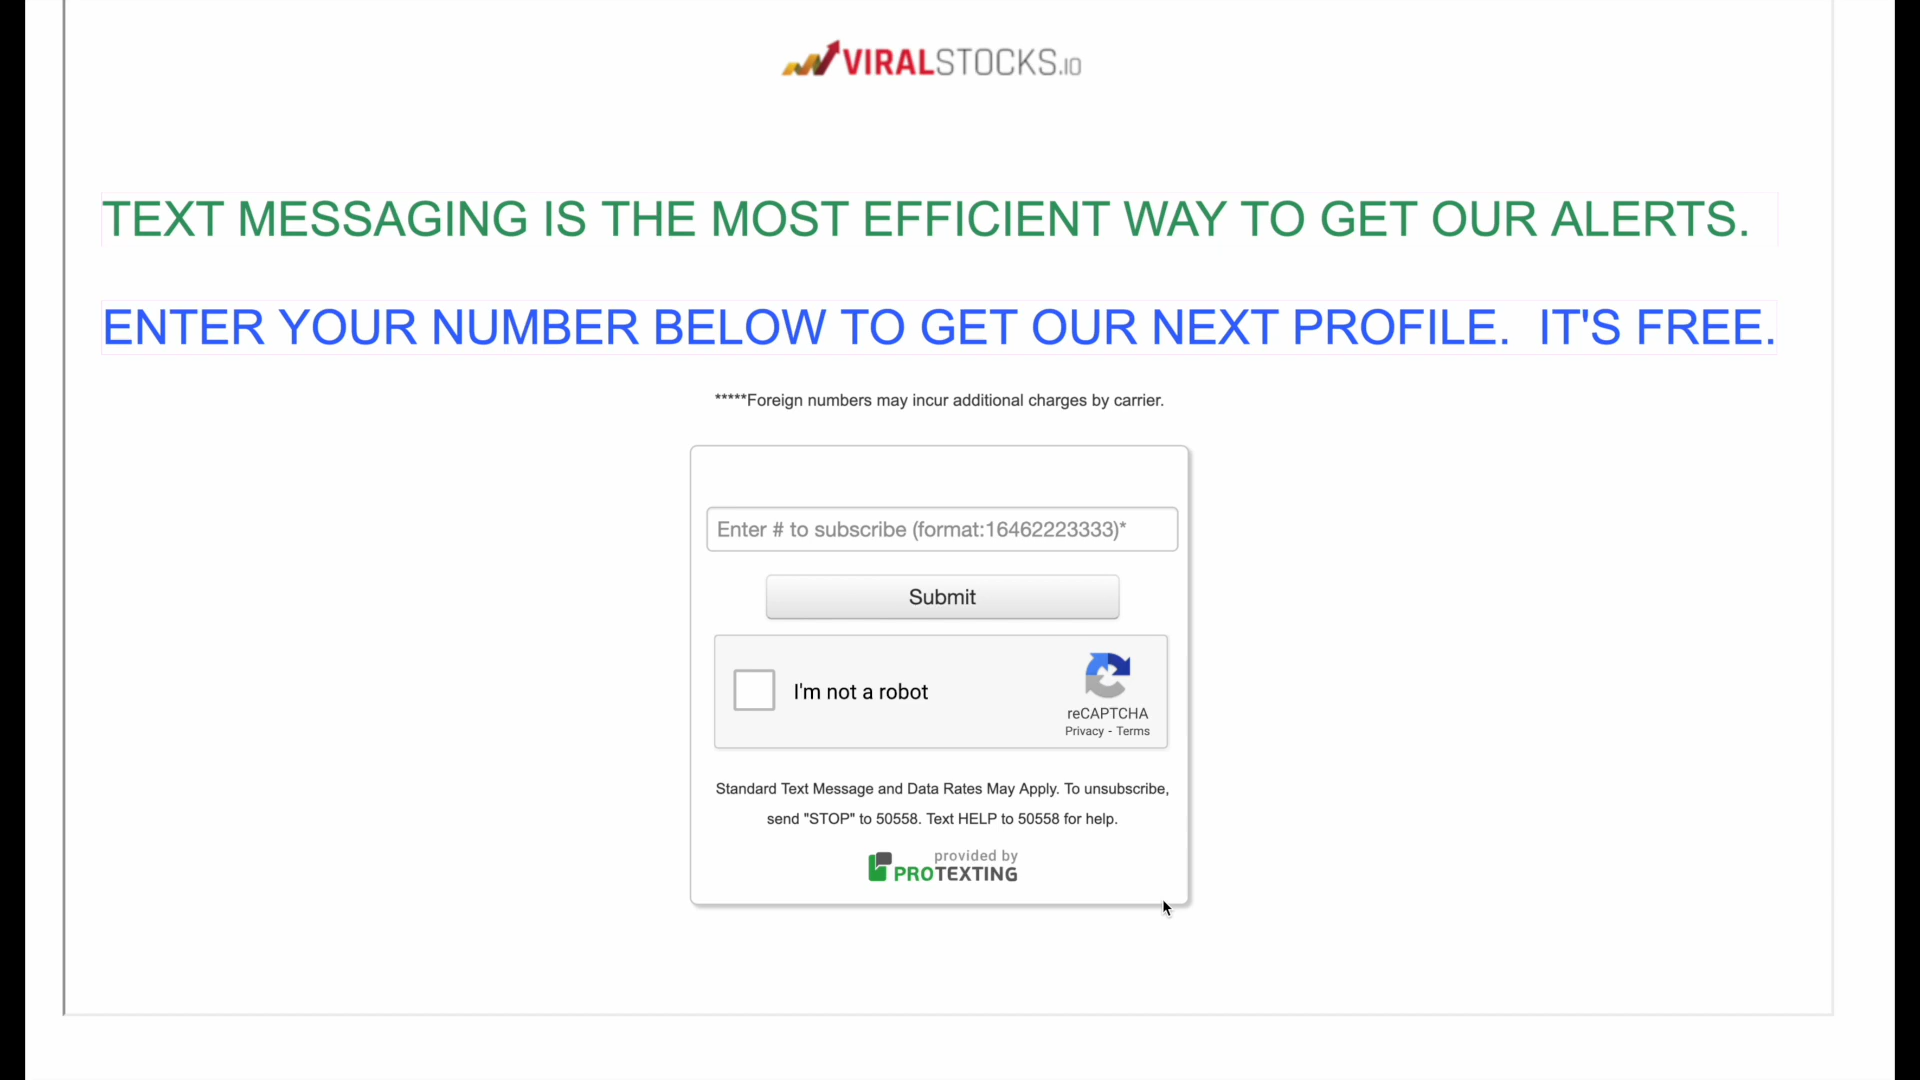 VIRALSTOCKS.IO
TEXT MESSAGING IS THE MOST EFFICIENT WAY TO GET OUR ALERTS.
ENTER YOUR NUMBER BELOW TO GET OUR NEXT PROFILE. IT'S FREE.
*****Foreign numbers may incur additional charges by carrier.
Enter # to subscribe (format:16462223333)*
Submit
I'm not a robot
reCAPTCHA
Privacy - Terms
Standard Text Message and Data Rates May Apply. To unsubscribe,
send "STOP" to 50558. Text HELP to 50558 for help.
provided by
PROTEXTING